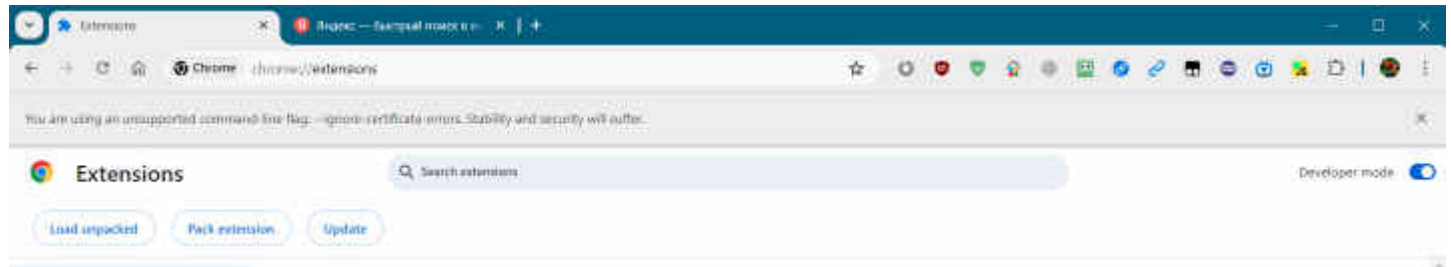 Extensions
Яндекс — быстрый поиск в и
Chrome chrome://extensions
You are using an unsupported command-line flag: --ignore-certificate-errors. Stability and security will suffer.
Extensions
Search extensions
Developer mode
Load unpacked
Pack extension
Update